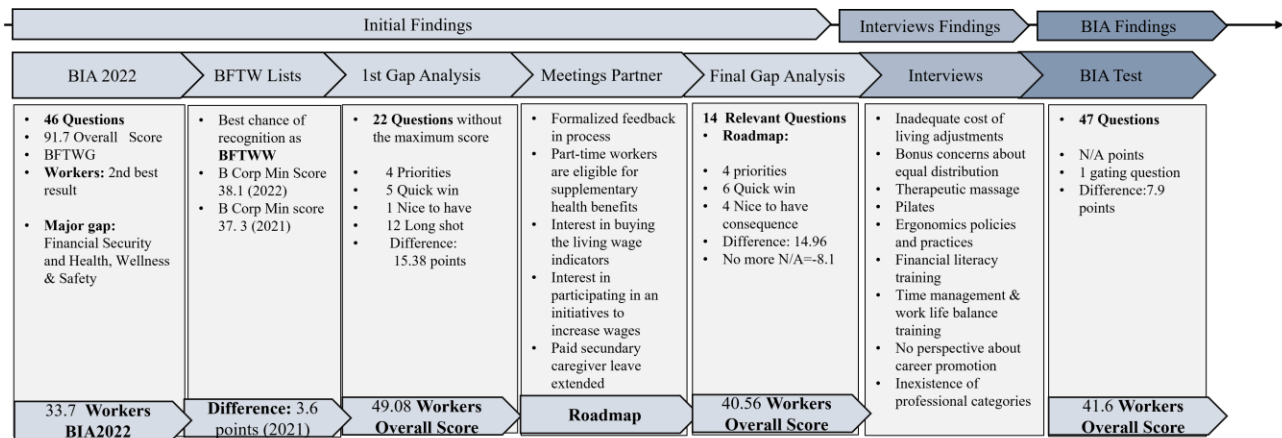 Initial Findings
Interviews Findings
BIA Findings
BIA 2022
BFTW Lists
1st Gap Analysis
Meetings Partner
Final Gap Analysis
Interviews
BIA Test
• 46 Questions
• 91.7 Overall Score
• BFTWG
• Workers: 2nd best
result
• Major gap:
Financial Security
and Health, Wellness
& Safety
33.7 Workers
BIA2022
• Best chance of
recognition as
BFTWW
• B Corp Min Score
38.1 (2022)
• B Corp Min score
37. 3 (2021)
Difference: 3.6
points (2021)
• 22 Questions without
the maximum score
• 4 Priorities
• 5 Quick win
• 1 Nice to have
• 12 Long shot
• Difference:
15.38 points
49.08 Workers
Overall Score
• Formalized feedback
in process
• Part-time workers
are eligible for
supplementary
health benefits
• Interest in buying
the living wage
indicators
• Interest in
participating in an
initiatives to
increase wages
• Paid secundary
caregiver leave
extended
Roadmap
14 Relevant Questions
• Roadmap:
• 4 priorities
• 6 Quick win
• 4 Nice to have
consequence
• Difference: 14.96
• No more N/A=-8.1
40.56 Workers
Overall Score
• Inadequate cost of
living adjustments
• Bonus concerns about
equal distribution
• Therapeutic massage
• Pilates
• Ergonomics policies
and practices
• Financial literacy
training
• Time management &
work life balance
training
• No perspective about
career promotion
• Inexistence of
professional categories
• 47 Questions
• N/A points
• 1 gating question
• Difference:7.9
points
41.6 Workers
Overall Score